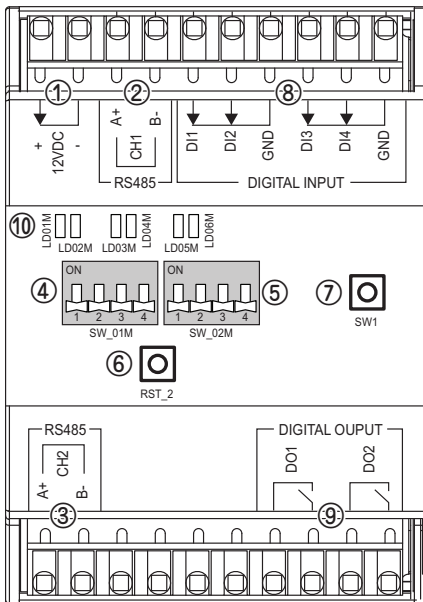 ① ② ⑧
+ 12VDC - A+ CH1 B- DI1 DI2 GND DI3 DI4 GND
RS485 DIGITAL INPUT
⑩ LD01M LD02M LD03M LD04M LD05M LD06M
④ ON ON ⑤ ⑦
1 2 3 4 1 2 3 4
SW_01M SW_02M SW1
⑥
RST_2
RS485 DIGITAL OUPUT
A+ CH2 B- DO1 DO2
③ ⑨